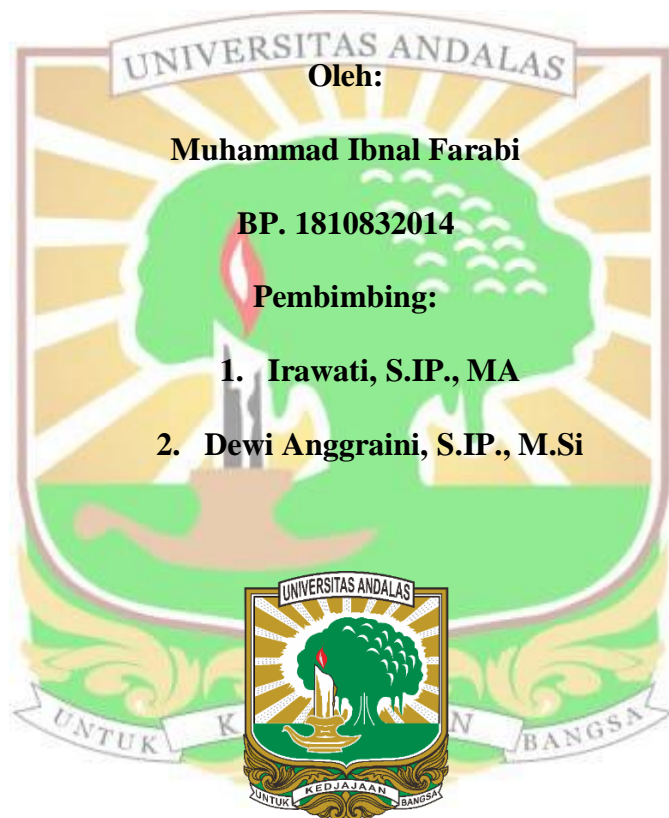 UNIVERSITAS ANDALAS
Oleh:
Muhammad Ibnal Farabi
BP. 1810832014
Pembimbing:
1. Irawati, S.IP., MA
2. Dewi Anggraini, S.IP., M.Si
UNIVERSITAS ANDALAS
UNTUK K N BANGSA
UNTUK KEDJAJAAN BANGSA